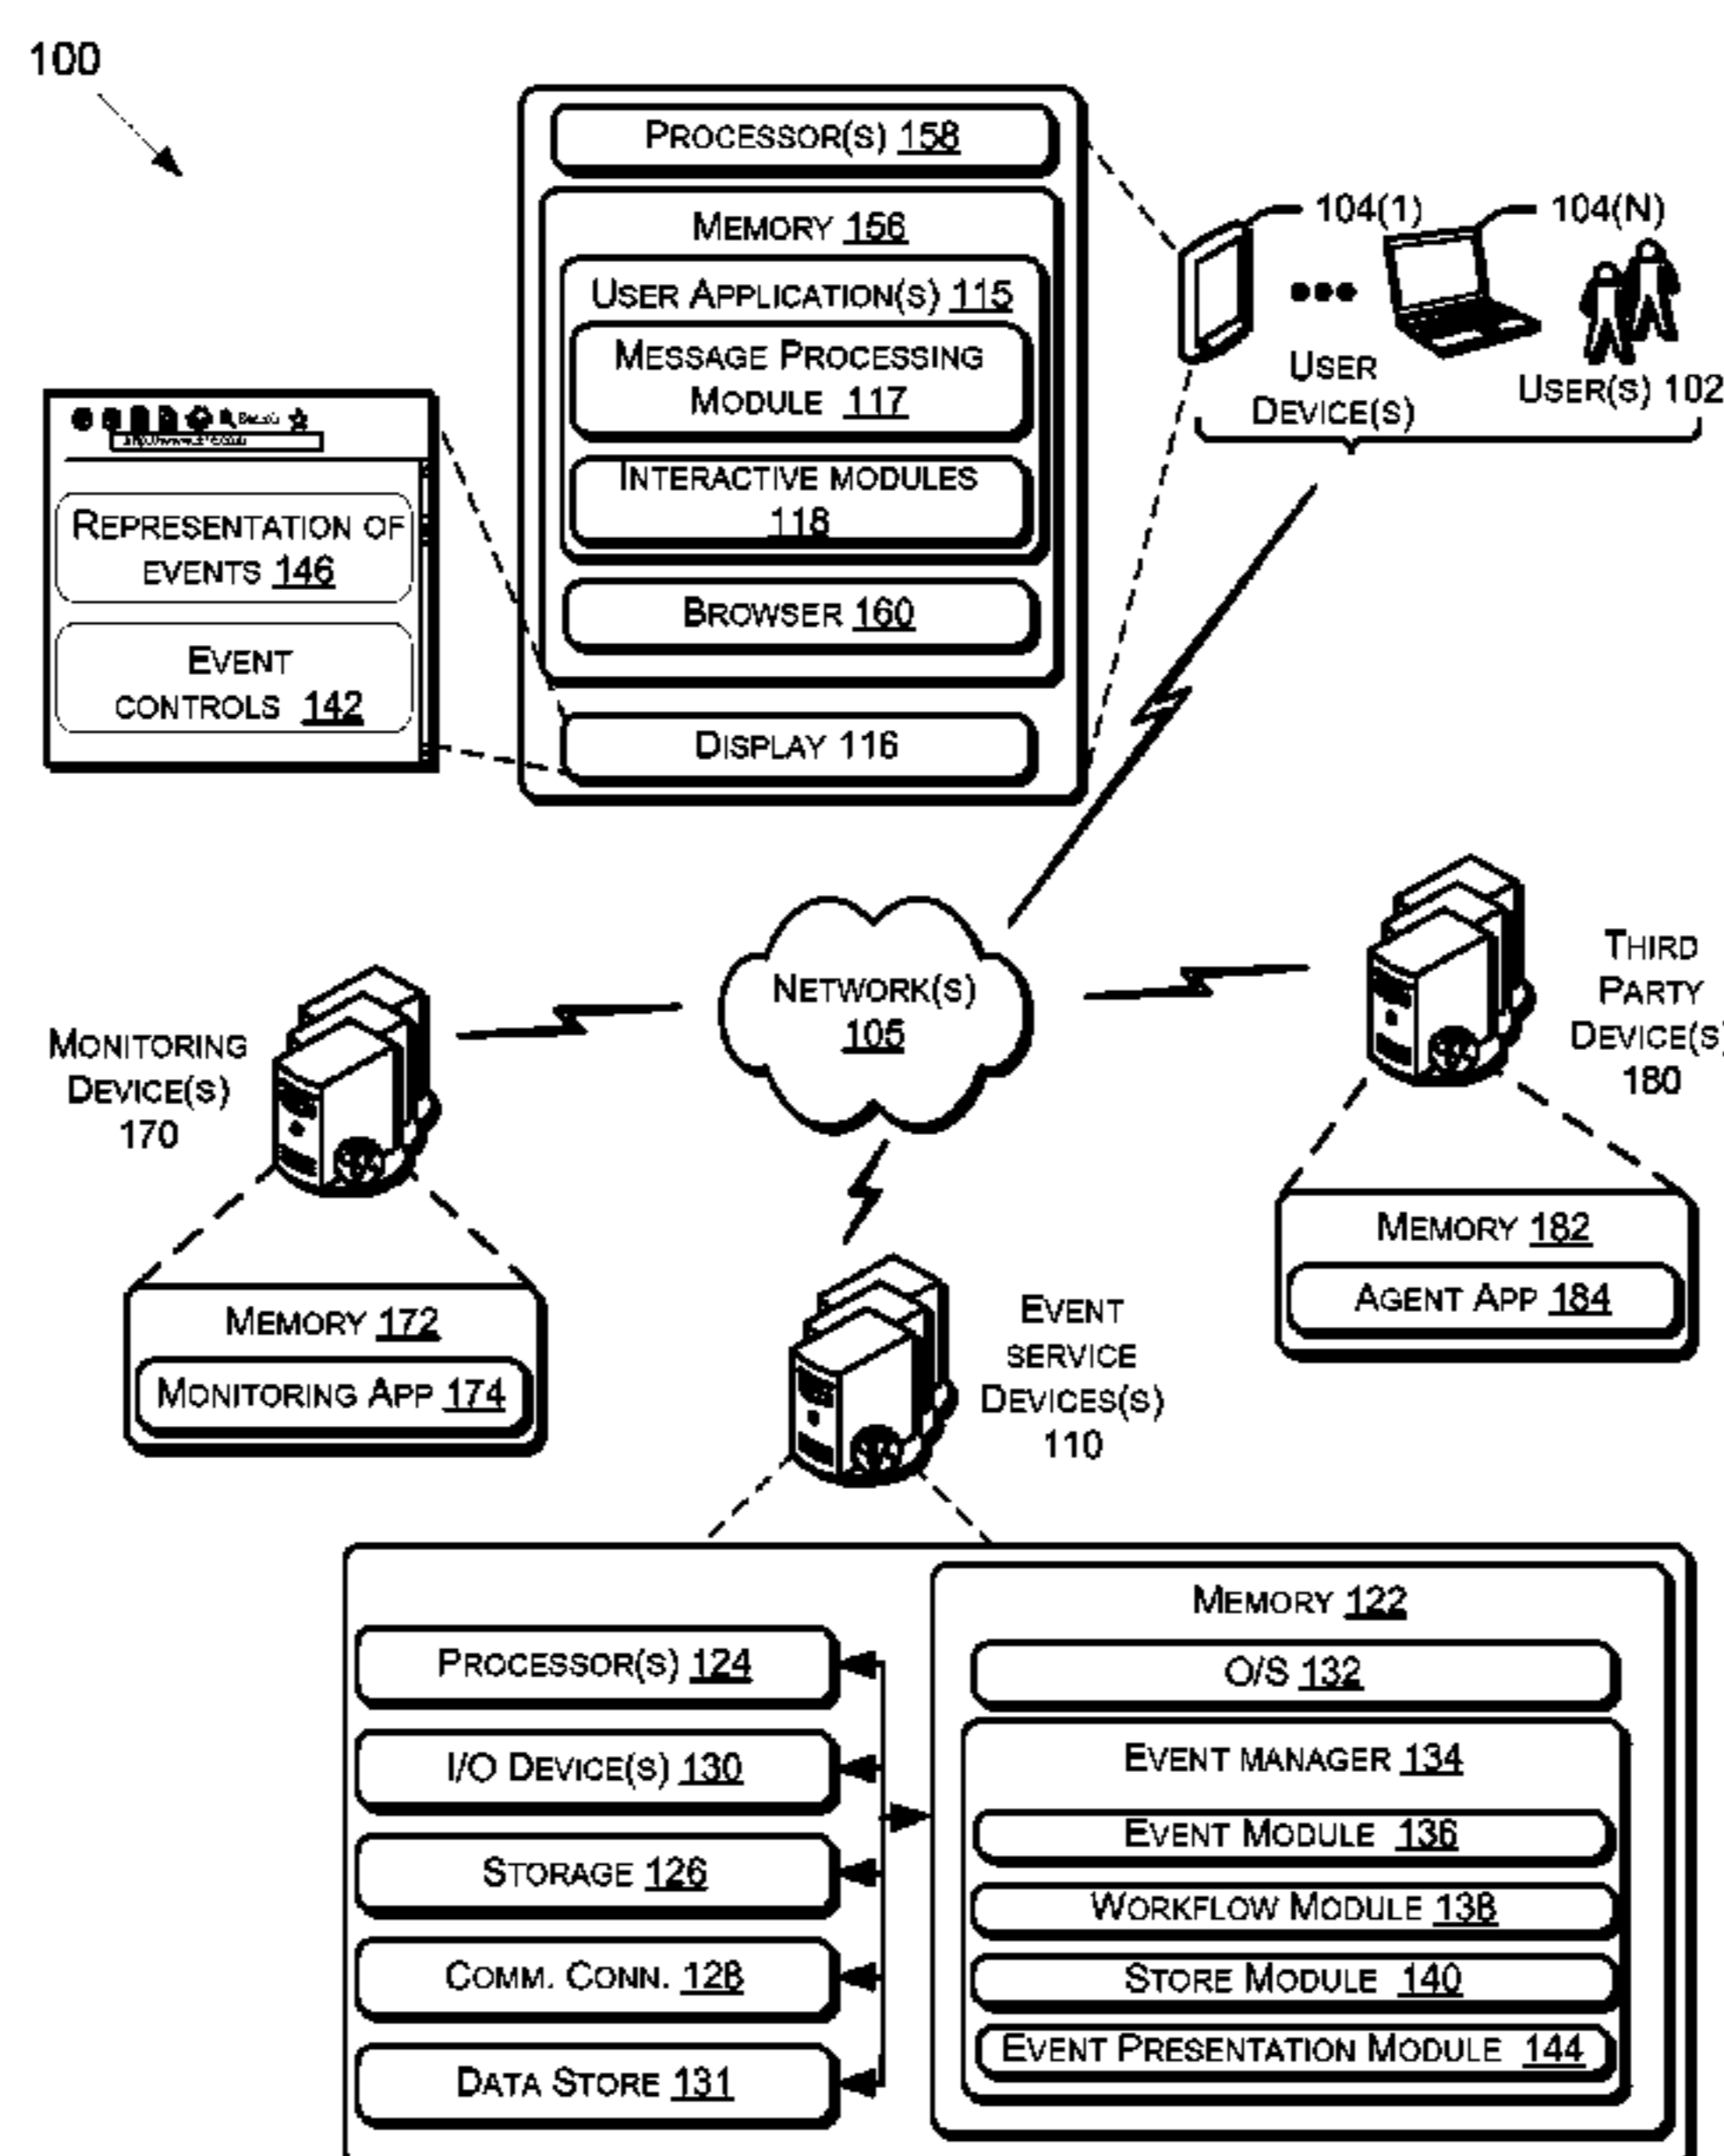 100
PROCESSOR(S) 158
MEMORY 156
USER APPLICATION(S) 115
MESSAGE PROCESSING
MODULE 117
INTERACTIVE MODULES
118
BROWSER 160
DISPLAY 116
104(1)
104(N)
USER
DEVICE(S)
USER(S) 102
REPRESENTATION OF
EVENTS 146
EVENT
CONTROLS 142
NETWORK(S)
105
MONITORING
DEVICE(S)
170
MEMORY 172
MONITORING APP 174
THIRD
PARTY
DEVICE(S)
180
MEMORY 182
AGENT APP 184
EVENT
SERVICE
DEVICES(S)
110
PROCESSOR(S) 124
I/O DEVICE(S) 130
STORAGE 126
COMM. CONN. 128
DATA STORE 131
MEMORY 122
O/S 132
EVENT MANAGER 134
EVENT MODULE 136
WORKFLOW MODULE 138
STORE MODULE 140
EVENT PRESENTATION MODULE 144